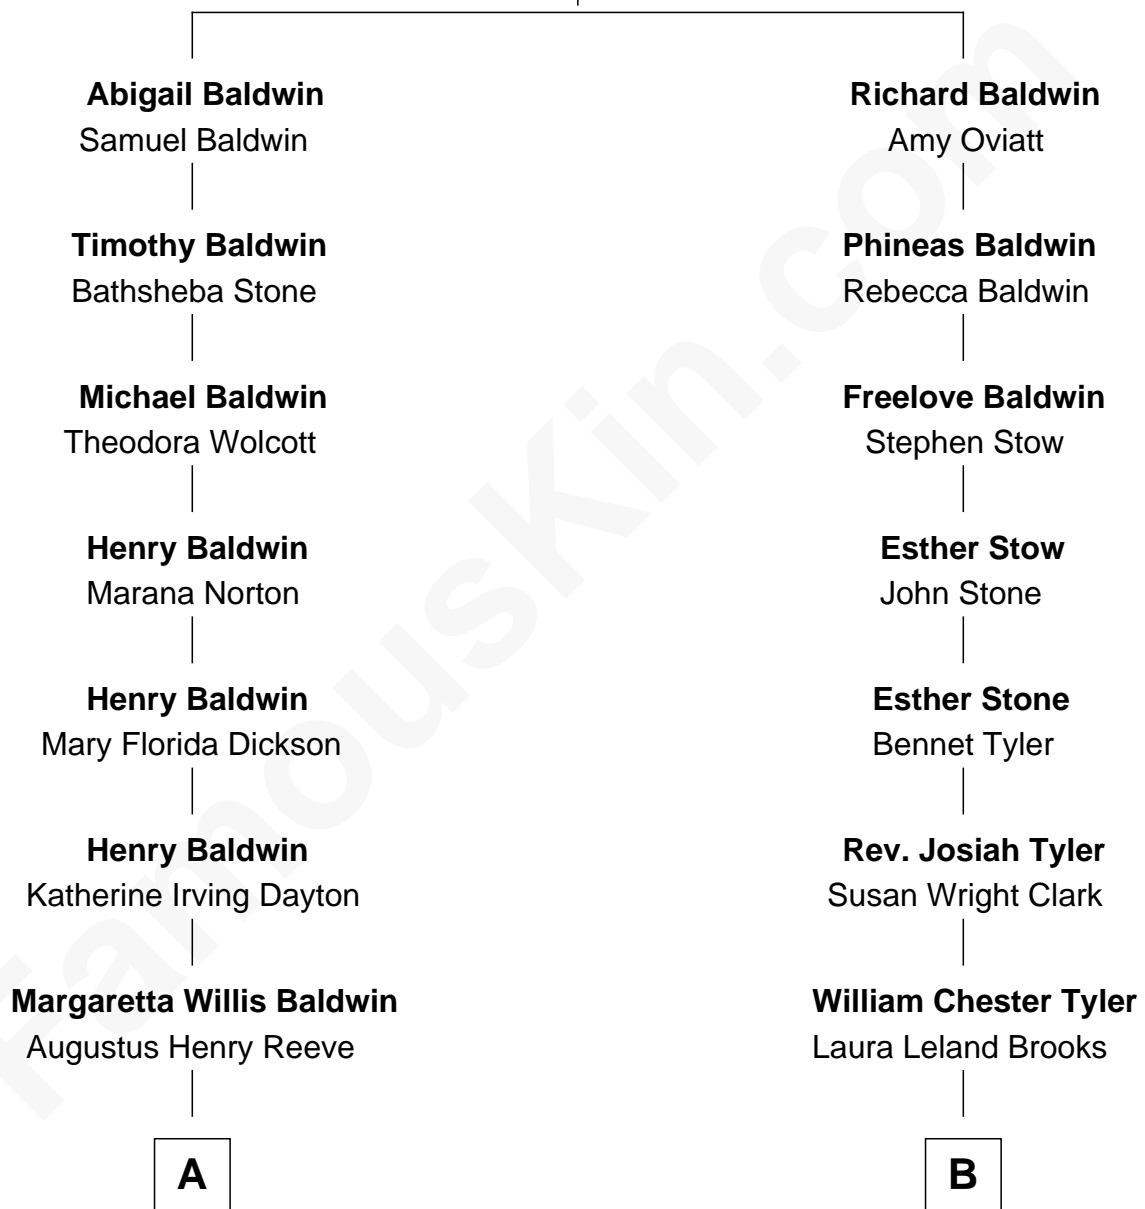 Abigail Baldwin
Samuel Baldwin
Timothy Baldwin
Bathsheba Stone
Michael Baldwin
Theodora Wolcott
Henry Baldwin
Marana Norton
Henry Baldwin
Mary Florida Dickson
Henry Baldwin
Katherine Irving Dayton
Margaretta Willis Baldwin
Augustus Henry Reeve
A
Richard Baldwin
Amy Oviatt
Phineas Baldwin
Rebecca Baldwin
Freelove Baldwin
Stephen Stow
Esther Stow
John Stone
Esther Stone
Bennet Tyler
Rev. Josiah Tyler
Susan Wright Clark
William Chester Tyler
Laura Leland Brooks
B
FamousKin.com